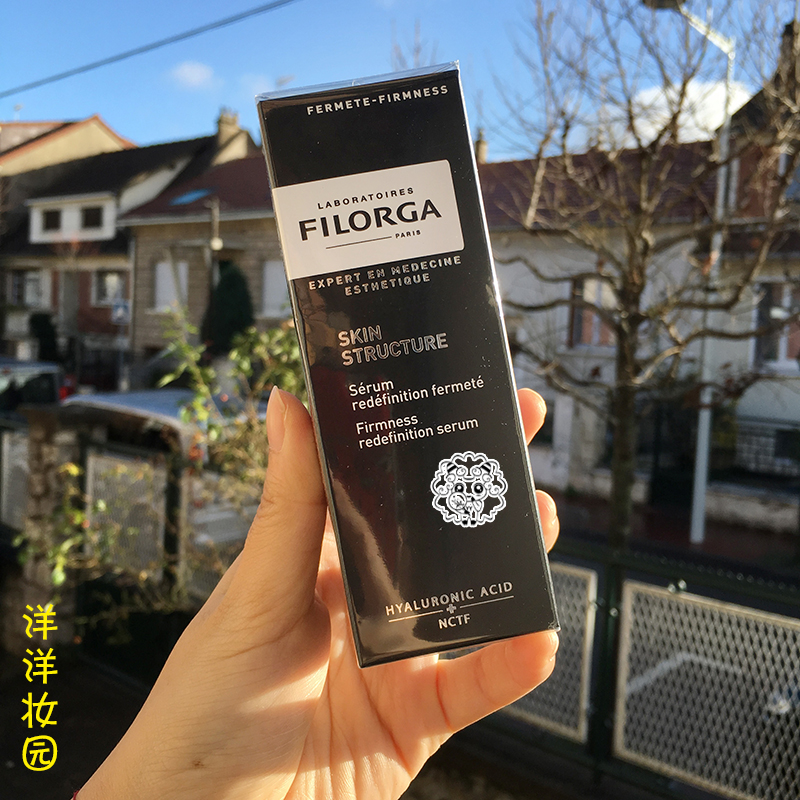 FERMETE-FIRMNESS
LABORATOIRES
FILORGA
PARIS
EXPERT EN MEDECINE
ESTHETIQUE
SKIN
STRUCTURE
Sérum
redéfinition fermeté
Firmness
redefinition serum
HYALURONIC ACID
+
NCTF
洋洋妆园